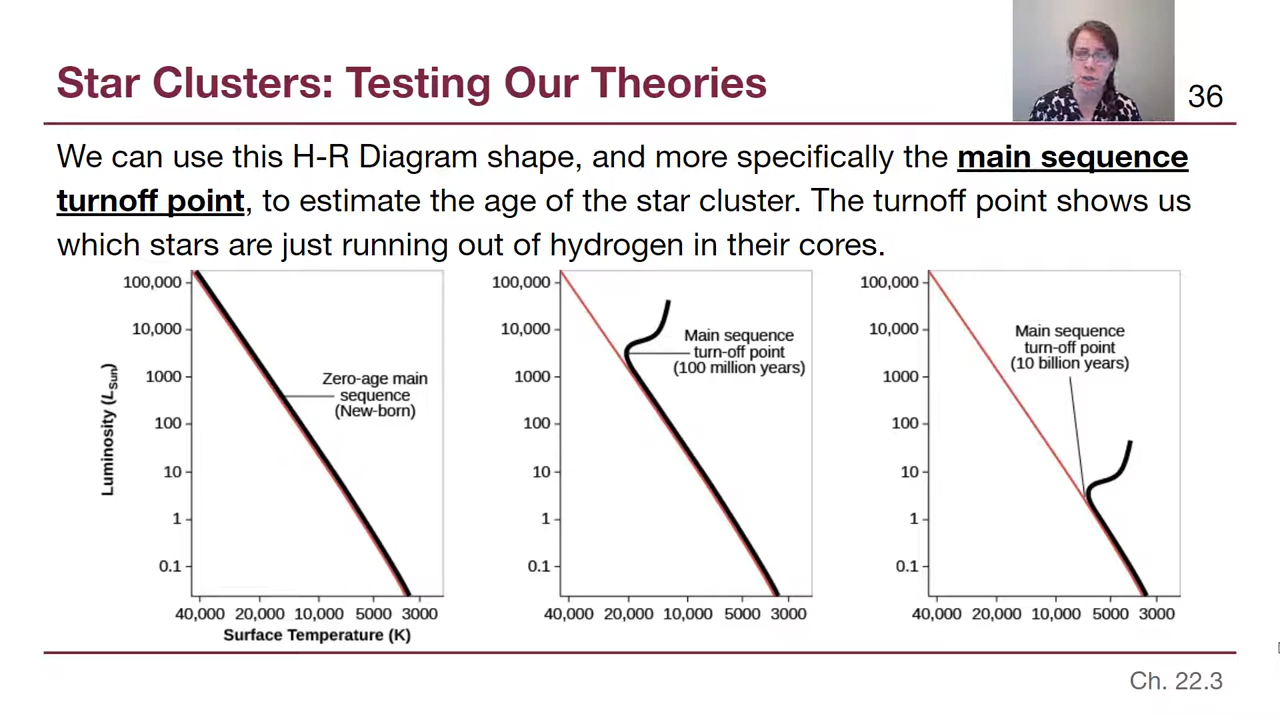 Star Clusters: Testing Our Theories
36
We can use this H-R Diagram shape, and more specifically the main sequence
turnoff point, to estimate the age of the star cluster. The turnoff point shows us
which stars are just running out of hydrogen in their cores.
Luminosity (Lsun)
100,000
10,000
1000
100
10
1
0.1
Zero-age main
sequence
(New-born)
40,000 20,000 10,000 5000 3000
Surface Temperature (K)
100,000
10,000
1000
100
10
1
0.1
Main sequence
turn-off point
(100 million years)
40,000 20,000 10,000 5000 3000
100,000
10,000
1000
100
10
1
0.1
Main sequence
turn-off point
(10 billion years)
40,000 20,000 10,000 5000 3000
Ch. 22.3